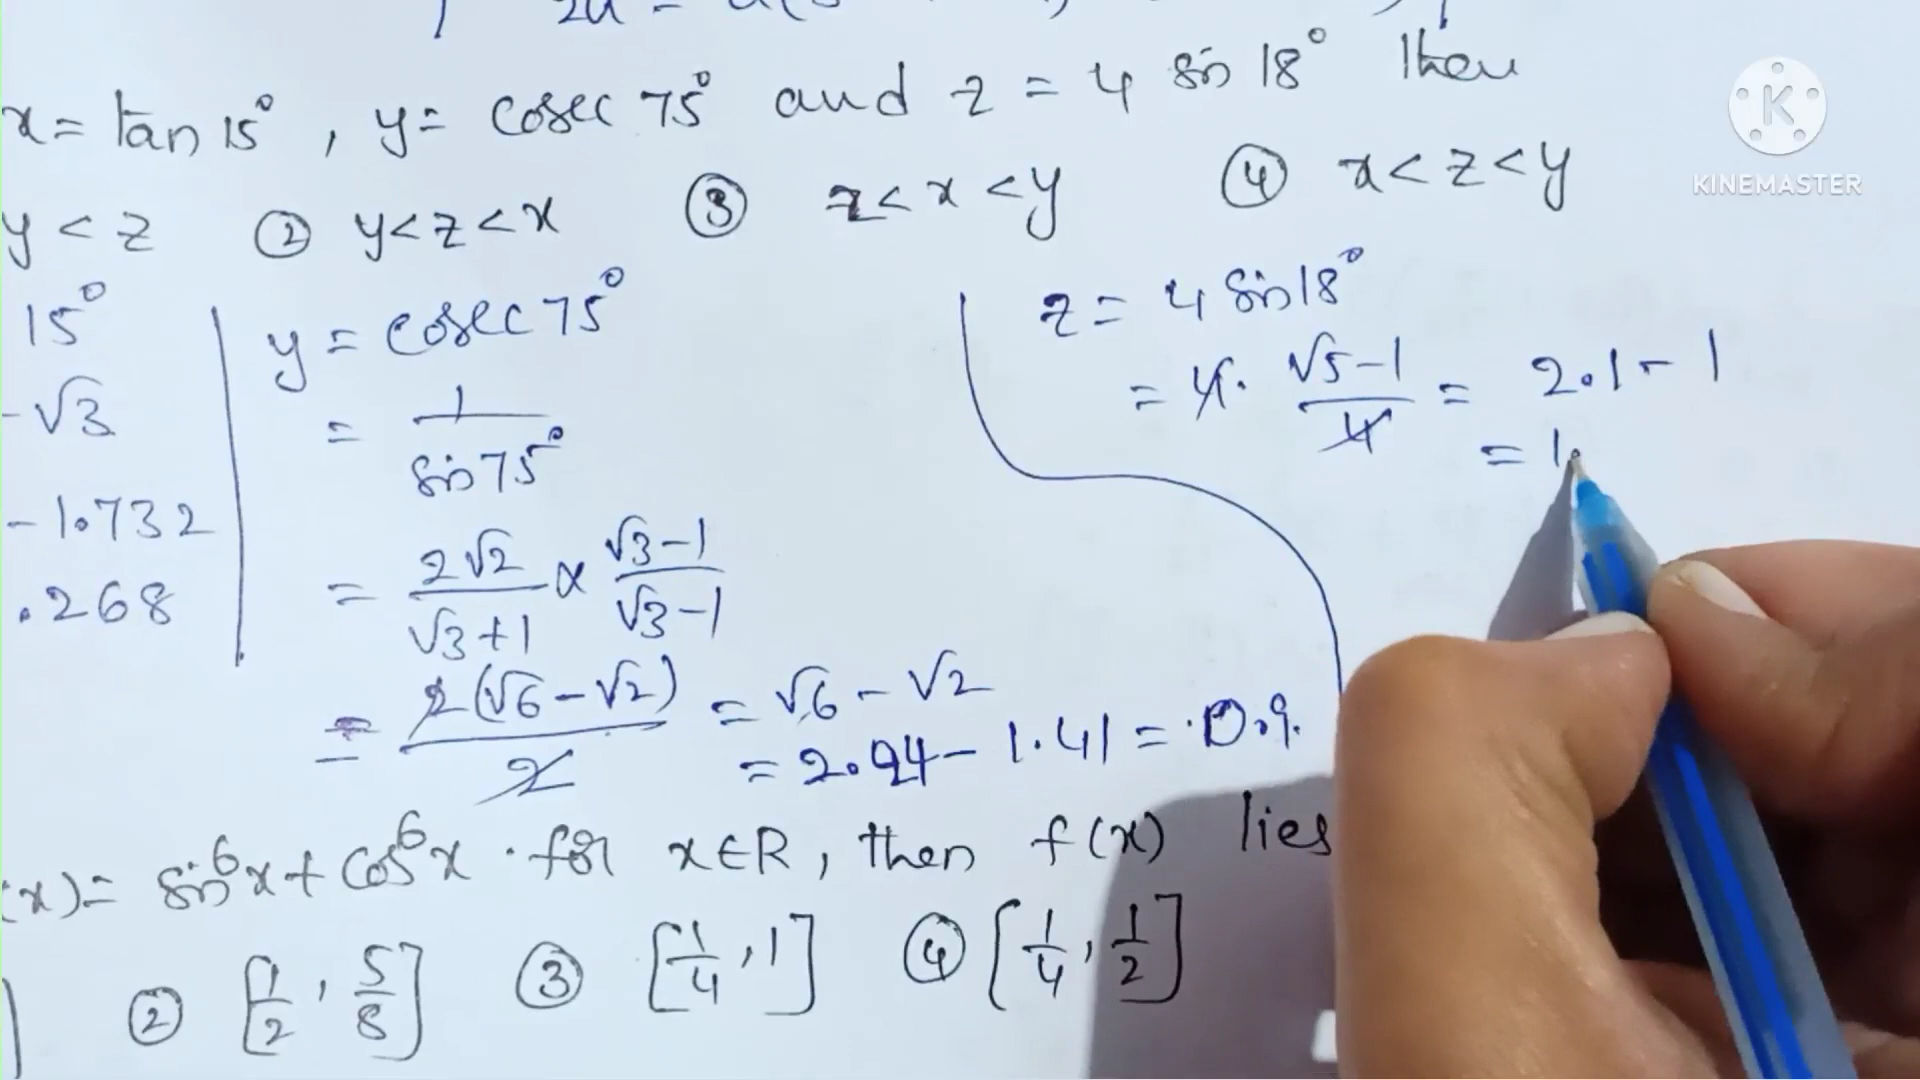 x = tan 15°, y = cosec 75° and z = 4 sin 18° then
y < z ② y < z < x ③ z < x < y ④ x < z < y
15°
-√3
- 1.732
.268
y = cosec 75°
= 1 / sin 75°
= 2√2 / √3+1 × √3-1 / √3-1
= 2(√6-√2) / 2 = √6 - √2
= 2.44 - 1.41 = 0.9.
z = 4 sin 18°
= 4. √5-1 / 4 = 2.1 - 1
= 1.
(x) = sin⁶x + cos⁶x . for x∈R, then f(x) lies
② [1/2, 5/8] ③ [1/4, 1] ④ [1/4, 1/2]
K
KINEMASTER